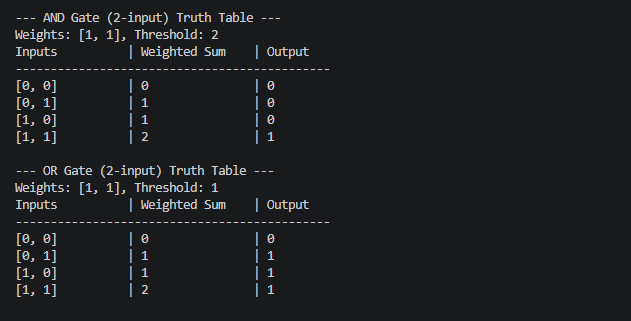 --- AND Gate (2-input) Truth Table ---
Weights: [1, 1], Threshold: 2
Inputs          | Weighted Sum    | Output
---------------------------------------------
[0, 0]          | 0               | 0
[0, 1]          | 1               | 0
[1, 0]          | 1               | 0
[1, 1]          | 2               | 1

--- OR Gate (2-input) Truth Table ---
Weights: [1, 1], Threshold: 1
Inputs          | Weighted Sum    | Output
---------------------------------------------
[0, 0]          | 0               | 0
[0, 1]          | 1               | 1
[1, 0]          | 1               | 1
[1, 1]          | 2               | 1